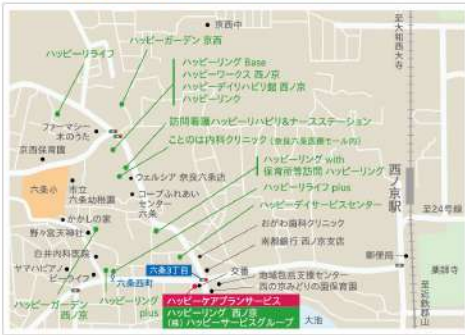 京西中
至大和西大寺
ハッピーガーデン 京西
ハッピーリライフ
ハッピーリング Base
ハッピーワークス 西ノ京
ハッピーデイリハビリ館 西ノ京
ハッピーリンク
訪問看護ハッピーリハビリ&ナースステーション
ファーマシー
木のうた
ことのは内科クリニック(奈良六条医療モール内)
京西保育園
ハッピーリング with
保育所等訪問 ハッピーリング
六条小
市立
六条幼稚園
ウェルシア 奈良六条店
コープふれあい
センター
六条
西ノ京駅
ハッピーリライフ plus
かかしの家
ハッピーデイサービスセンター
至24号線
野々宮天神社
おがわ歯科クリニック
白井内科医院
南都銀行 西ノ京支店
六条3丁目
交番
郵便局
薬師寺
ヤマハピアノ
ビーライフ
六条西町
地域包括支援センター
西の京みどりの園保育園
ハッピーガーデン
西ノ京
ハッピーリング
plus
ハッピーケアプランサービス
ハッピーリング 西ノ京
(株)ハッピーサービスグループ
大池
至近鉄郡山